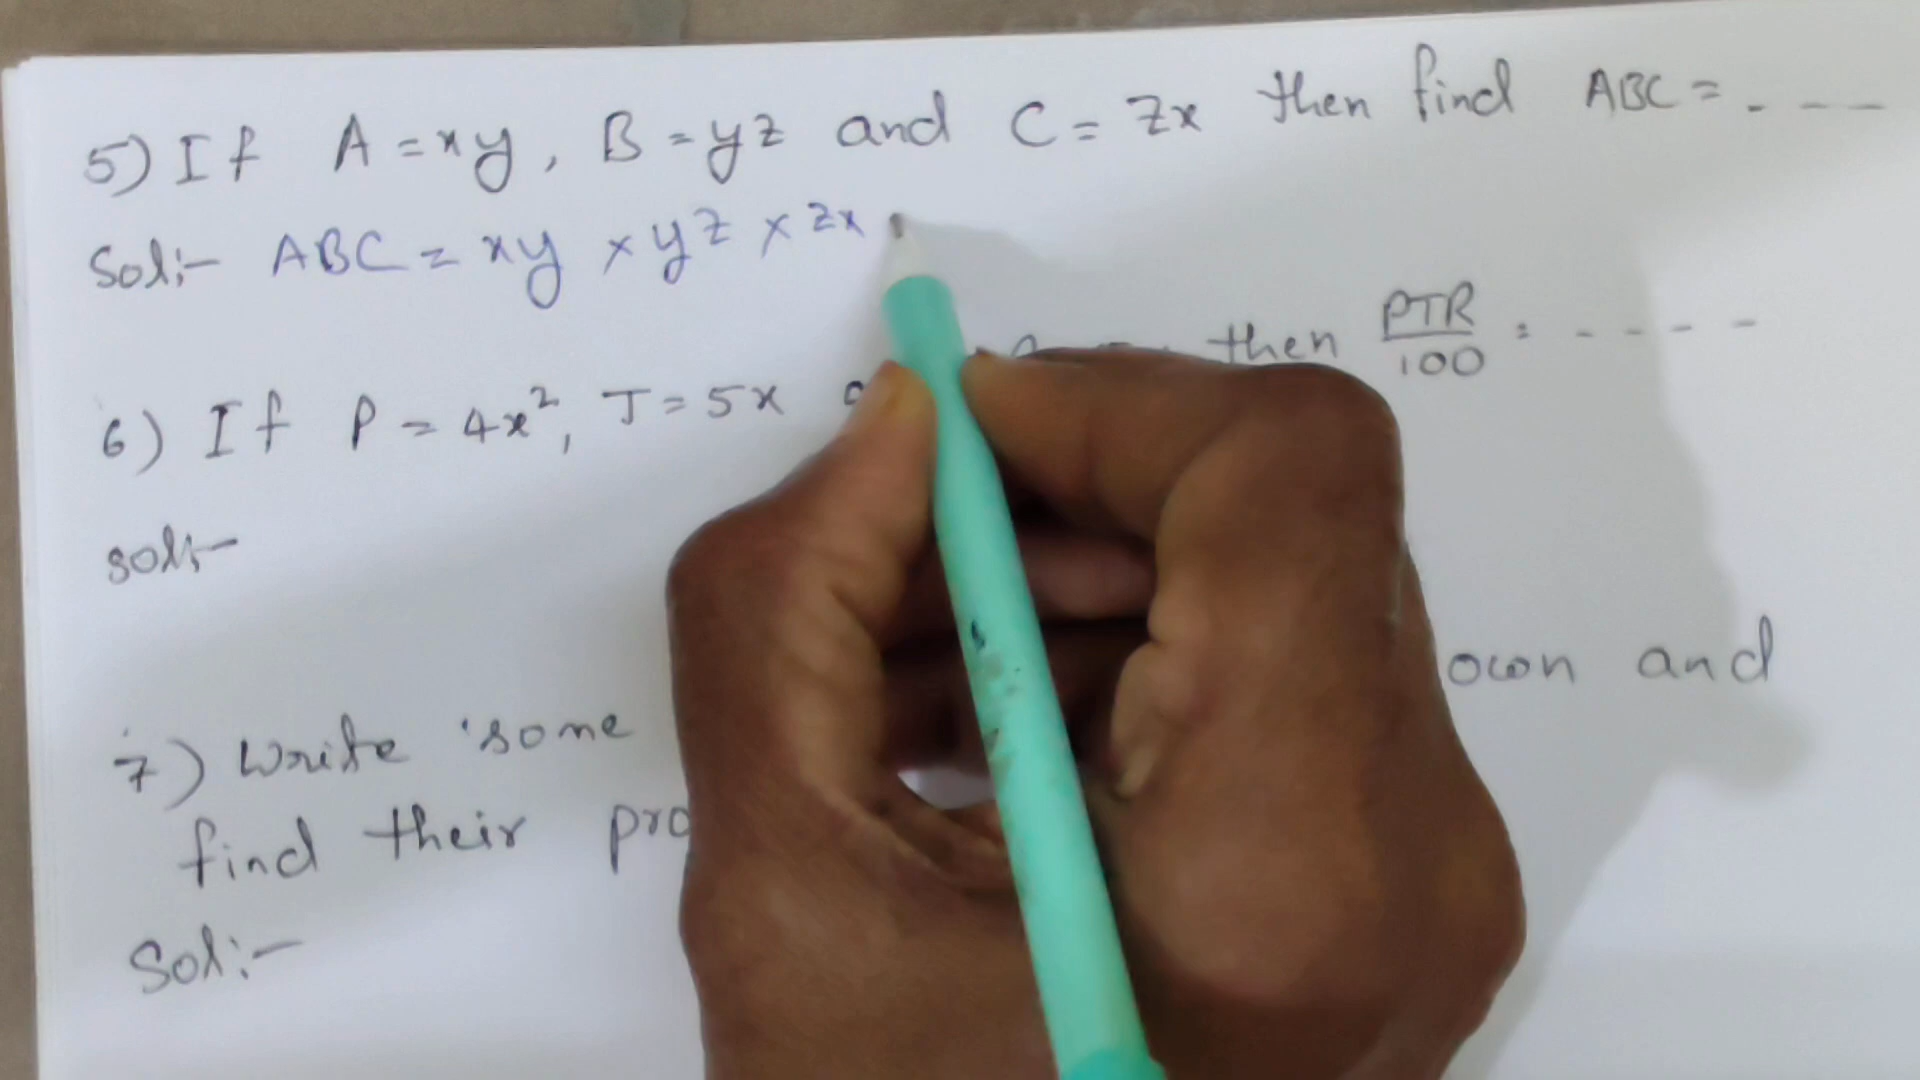 5) If A = xy, B = yz and C = zx then find ABC = - - -
Sol:- ABC = xy × yz × zx
6) If P = 4x², T = 5x then PTR/100 = - - - -
sol:-
7) Write some own and
find their
Sol:-